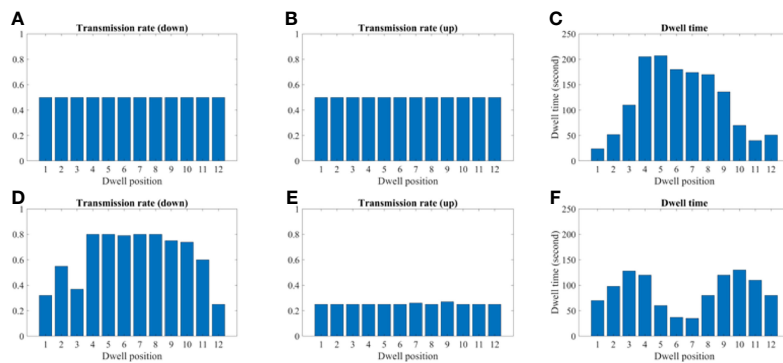 A
Transmission rate (down)
1
0.8
0.6
0.4
0.2
0
1 2 3 4 5 6 7 8 9 10 11 12
Dwell position
B
Transmission rate (up)
1
0.8
0.6
0.4
0.2
0
1 2 3 4 5 6 7 8 9 10 11 12
Dwell position
C
Dwell time
Dwell time (second)
250
200
150
100
50
0
1 2 3 4 5 6 7 8 9 10 11 12
Dwell position
D
Transmission rate (down)
1
0.8
0.6
0.4
0.2
0
1 2 3 4 5 6 7 8 9 10 11 12
Dwell position
E
Transmission rate (up)
1
0.8
0.6
0.4
0.2
0
1 2 3 4 5 6 7 8 9 10 11 12
Dwell position
F
Dwell time
Dwell time (second)
250
200
150
100
50
0
1 2 3 4 5 6 7 8 9 10 11 12
Dwell position